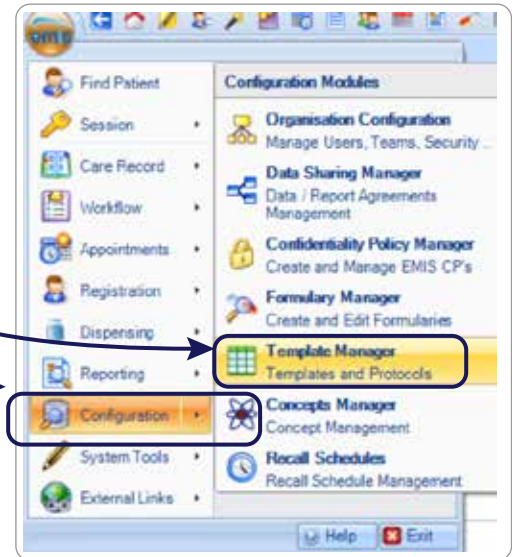 emis
Find Patient
Session
Care Record
Workflow
Appointments
Registration
Dispensing
Reporting
Configuration
System Tools
External Links
Configuration Modules
Organisation Configuration
Manage Users, Teams, Security ..
Data Sharing Manager
Data / Report Agreements
Management
Confidentiality Policy Manager
Create and Manage EMIS CP's
Formulary Manager
Create and Edit Formularies
Template Manager
Templates and Protocols
Concepts Manager
Concept Management
Recall Schedules
Recall Schedule Management
Help
Exit